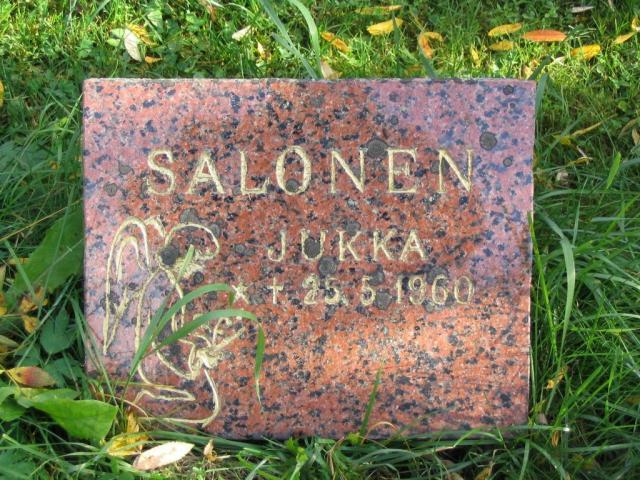 SALONEN
JUKKA
* + 25.5.1960